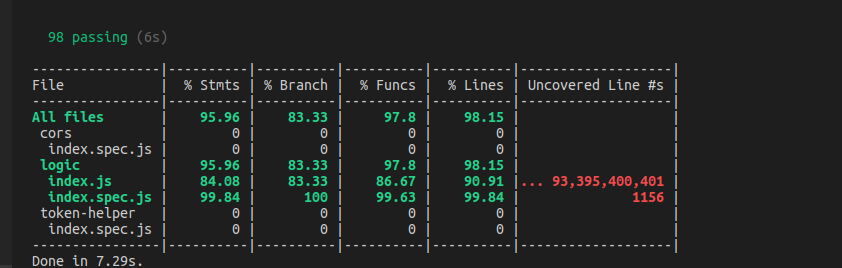 98 passing (6s)
----------------|----------|----------|----------|----------|-------------------|
File            |  % Stmts | % Branch |  % Funcs |  % Lines | Uncovered Line #s |
----------------|----------|----------|----------|----------|-------------------|
All files       |    95.96 |    83.33 |     97.8 |    98.15 |                   |
 cors           |        0 |        0 |        0 |        0 |                   |
  index.spec.js |        0 |        0 |        0 |        0 |                   |
 logic          |    95.96 |    83.33 |     97.8 |    98.15 |                   |
  index.js      |    84.08 |    83.33 |    86.67 |    90.91 |... 93,395,400,401 |
  index.spec.js |    99.84 |      100 |    99.63 |    99.84 |              1156 |
 token-helper   |        0 |        0 |        0 |        0 |                   |
  index.spec.js |        0 |        0 |        0 |        0 |                   |
----------------|----------|----------|----------|----------|-------------------|
Done in 7.29s.